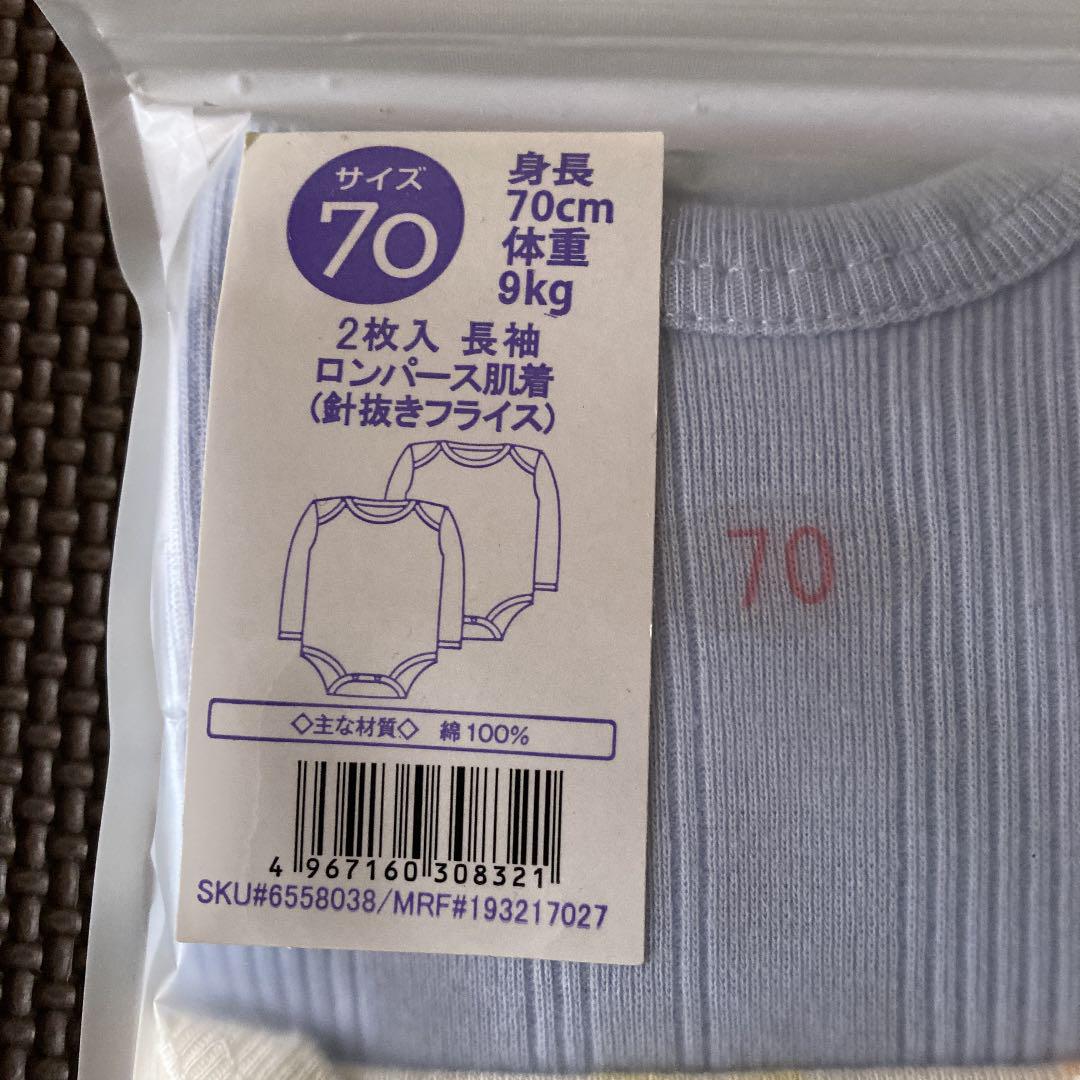 サイズ
70
身長
70cm
体重
9kg
2枚入 長袖
ロンパース肌着
(針抜きフライス)
◇主な材質◇ 綿100%
4 967160 308321
SKU#6558038/MRF#193217027
70